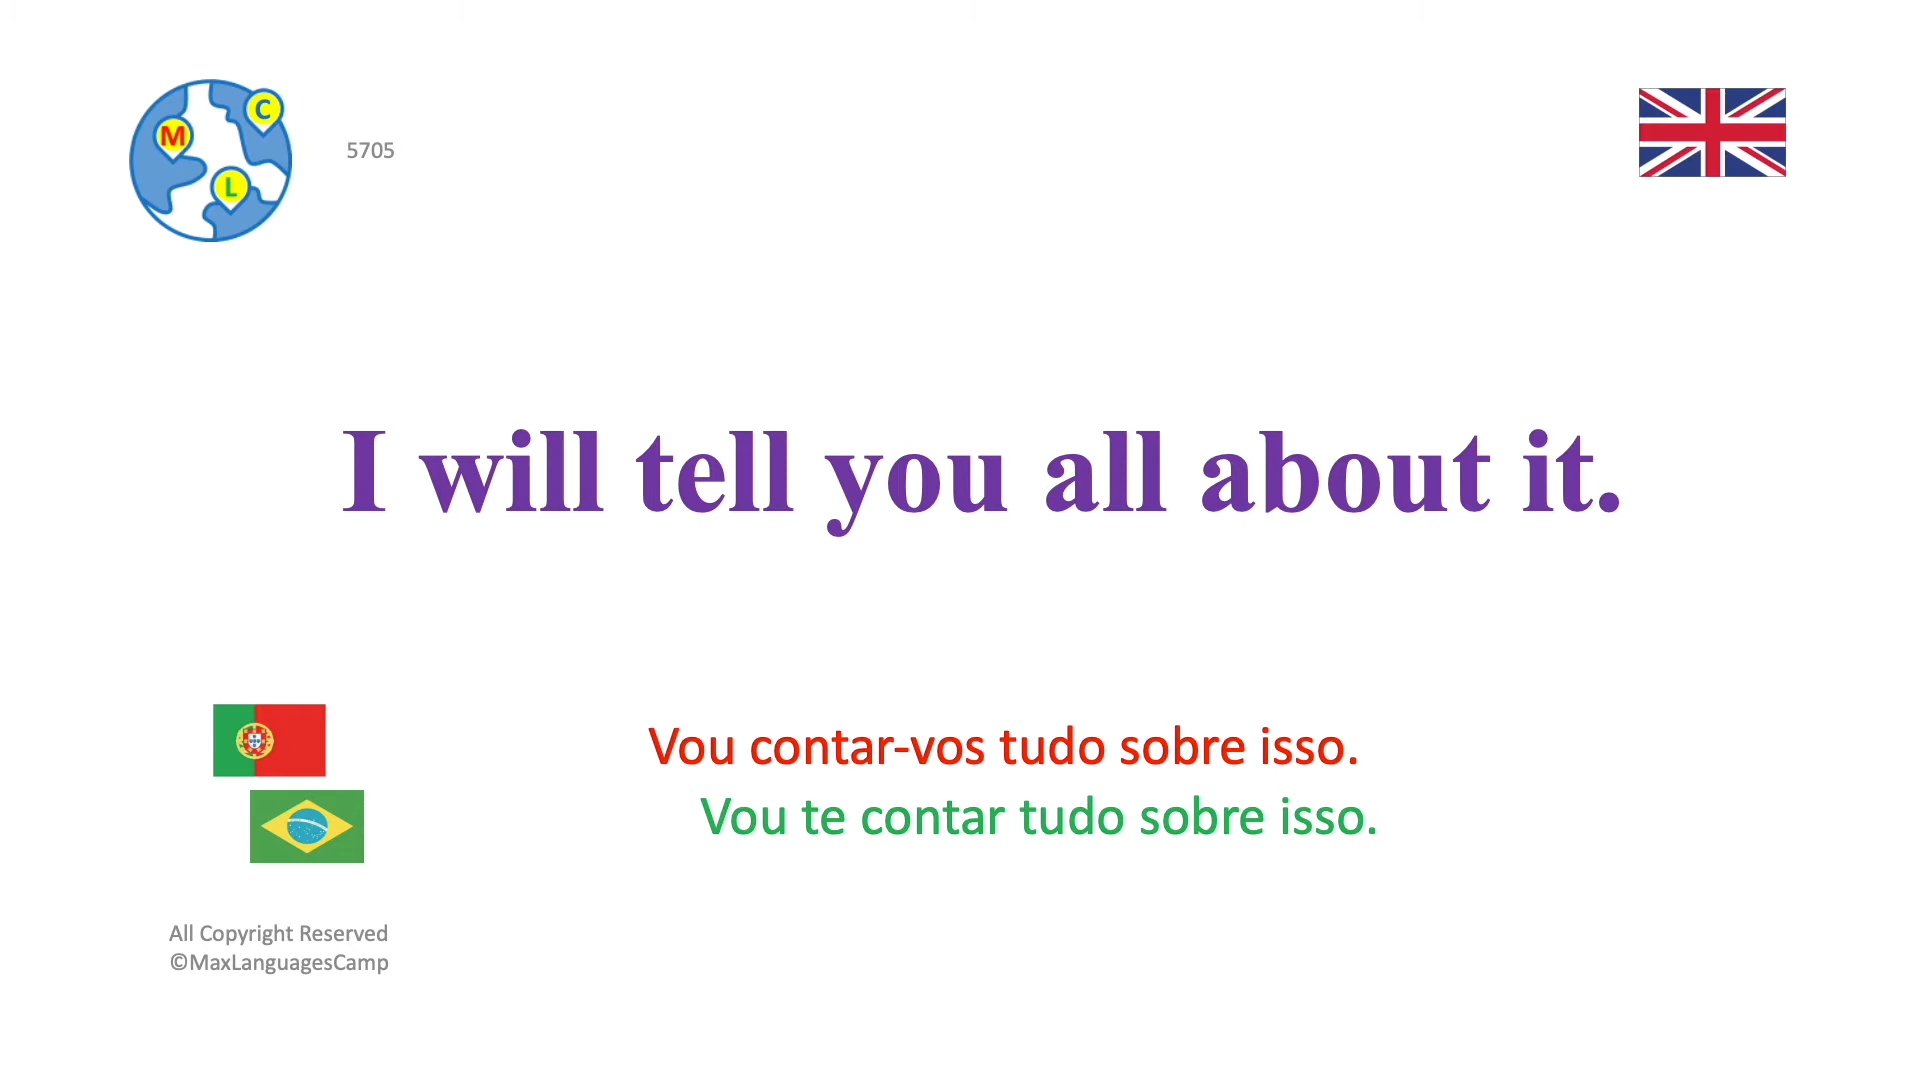 M
C
L
5705
I will tell you all about it.
Vou contar-vos tudo sobre isso.
Vou te contar tudo sobre isso.
All Copyright Reserved
©MaxLanguagesCamp